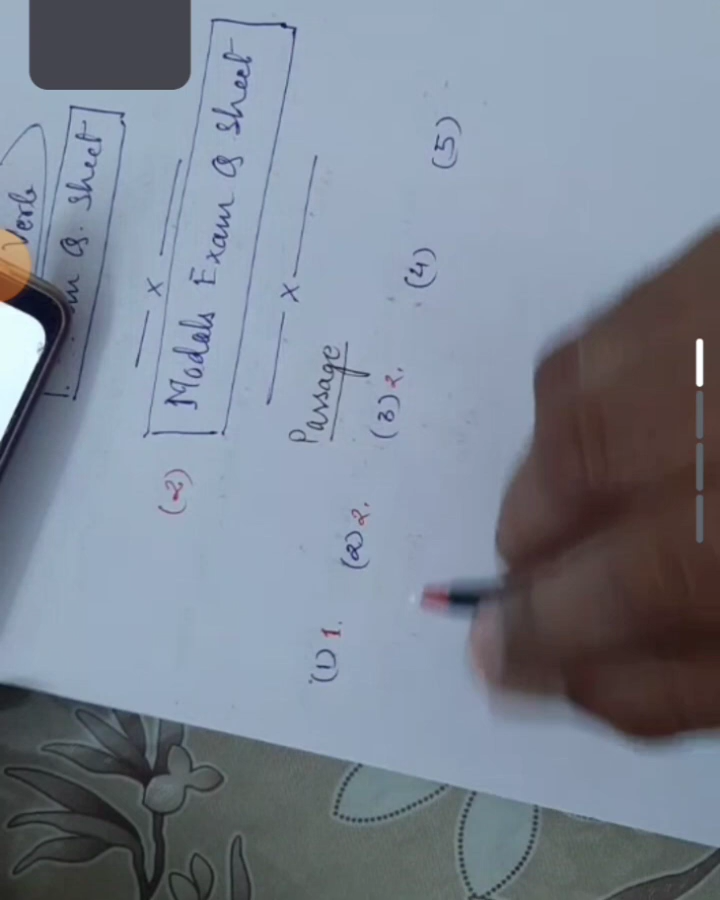 Verb
Q. Sheet
— x —
(2) Modals Exam Q Sheet
— x —
Passage
(1) 1. (2) 2. (3) 2. (4) (5)